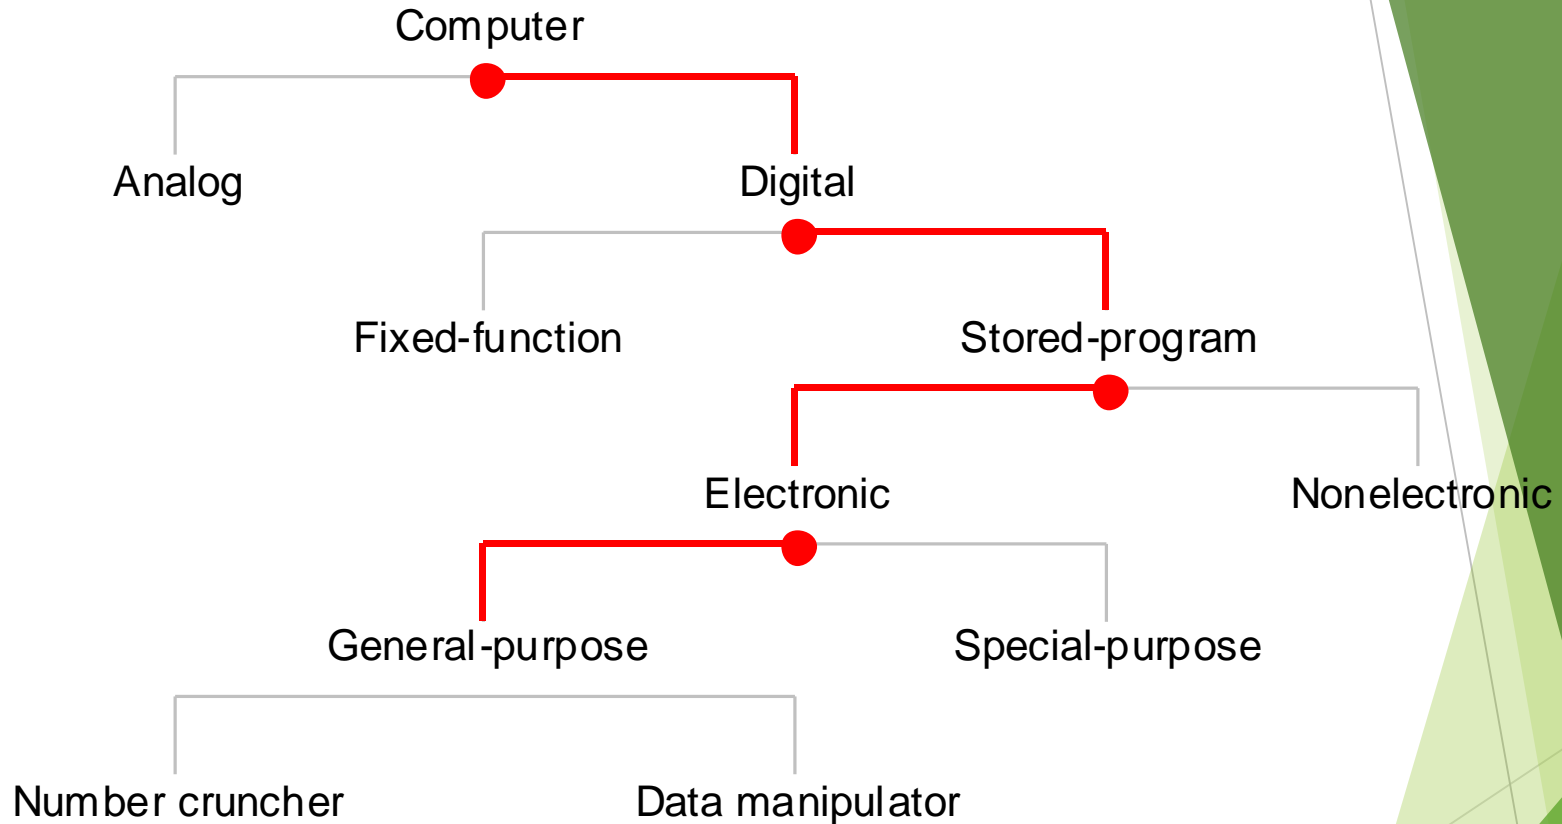 Computer
Analog
Digital
Fixed-function
Stored-program
Electronic
Nonelectronic
General-purpose
Special-purpose
Number cruncher
Data manipulator